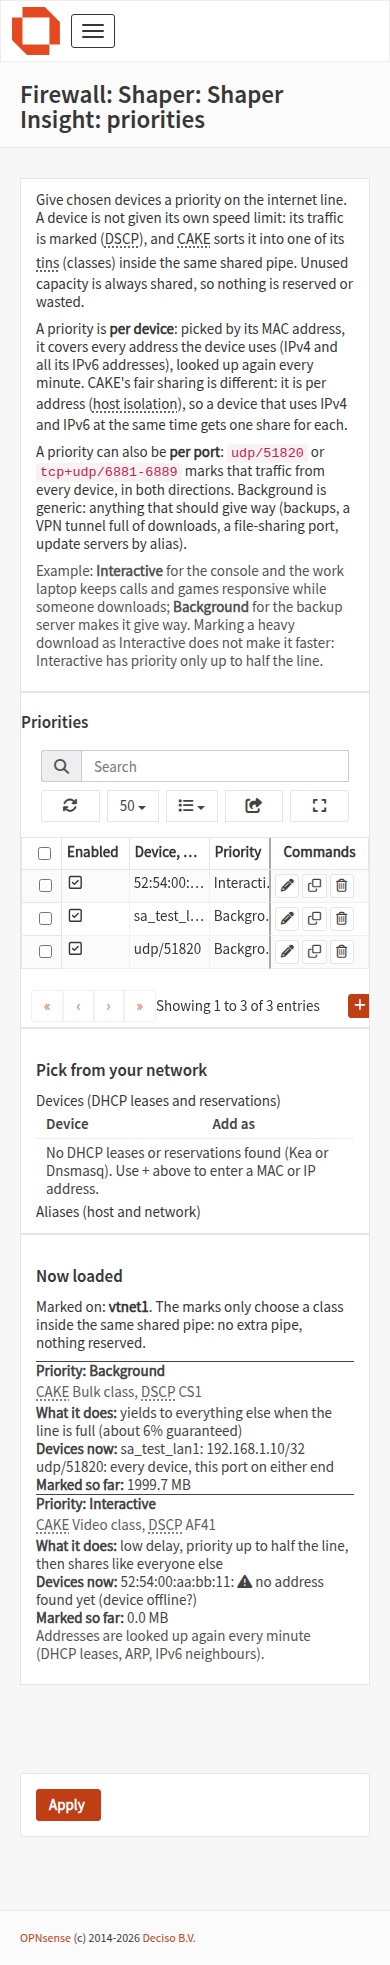 Firewall: Shaper: Shaper
Insight: priorities
Give chosen devices a priority on the internet line.
A device is not given its own speed limit: its traffic
is marked (DSCP), and CAKE sorts it into one of its
tins (classes) inside the same shared pipe. Unused
capacity is always shared, so nothing is reserved or
wasted.
A priority is per device: picked by its MAC address,
it covers every address the device uses (IPv4 and
all its IPv6 addresses), looked up again every
minute. CAKE's fair sharing is different: it is per
address (host isolation), so a device that uses IPv4
and IPv6 at the same time gets one share for each.
A priority can also be per port: udp/51820 or
tcp+udp/6881-6889 marks that traffic from
every device, in both directions. Background is
generic: anything that should give way (backups, a
VPN tunnel full of downloads, a file-sharing port,
update servers by alias).
Example: Interactive for the console and the work
laptop keeps calls and games responsive while
someone downloads; Background for the backup
server makes it give way. Marking a heavy
download as Interactive does not make it faster:
Interactive has priority only up to half the line.
Priorities
Search
50
Enabled Device, ... Priority Commands
52:54:00:... Interacti.
sa_test_l... Backgro.
udp/51820 Backgro.
« ‹ › » Showing 1 to 3 of 3 entries +
Pick from your network
Devices (DHCP leases and reservations)
Device Add as
No DHCP leases or reservations found (Kea or
Dnsmasq). Use + above to enter a MAC or IP
address.
Aliases (host and network)
Now loaded
Marked on: vtnet1. The marks only choose a class
inside the same shared pipe: no extra pipe,
nothing reserved.
Priority: Background
CAKE Bulk class, DSCP CS1
What it does: yields to everything else when the
line is full (about 6% guaranteed)
Devices now: sa_test_lan1: 192.168.1.10/32
udp/51820: every device, this port on either end
Marked so far: 1999.7 MB
Priority: Interactive
CAKE Video class, DSCP AF41
What it does: low delay, priority up to half the line,
then shares like everyone else
Devices now: 52:54:00:aa:bb:11: no address
found yet (device offline?)
Marked so far: 0.0 MB
Addresses are looked up again every minute
(DHCP leases, ARP, IPv6 neighbours).
Apply
OPNsense (c) 2014-2026 Deciso B.V.